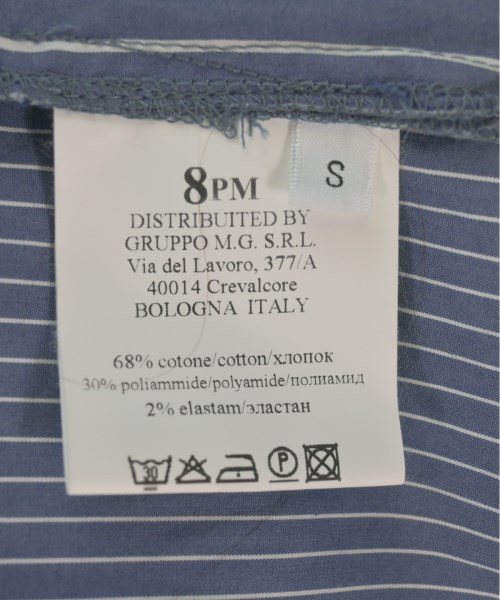 8PM
S
DISTRIBUITED BY
GRUPPO M.G. S.R.L.
Via del Lavoro, 377/A
40014 Crevalcore
BOLOGNA ITALY
68% cotone/cotton/хлопок
30% poliammide/polyamide/полиамид
2% elastam/эластан
30 P